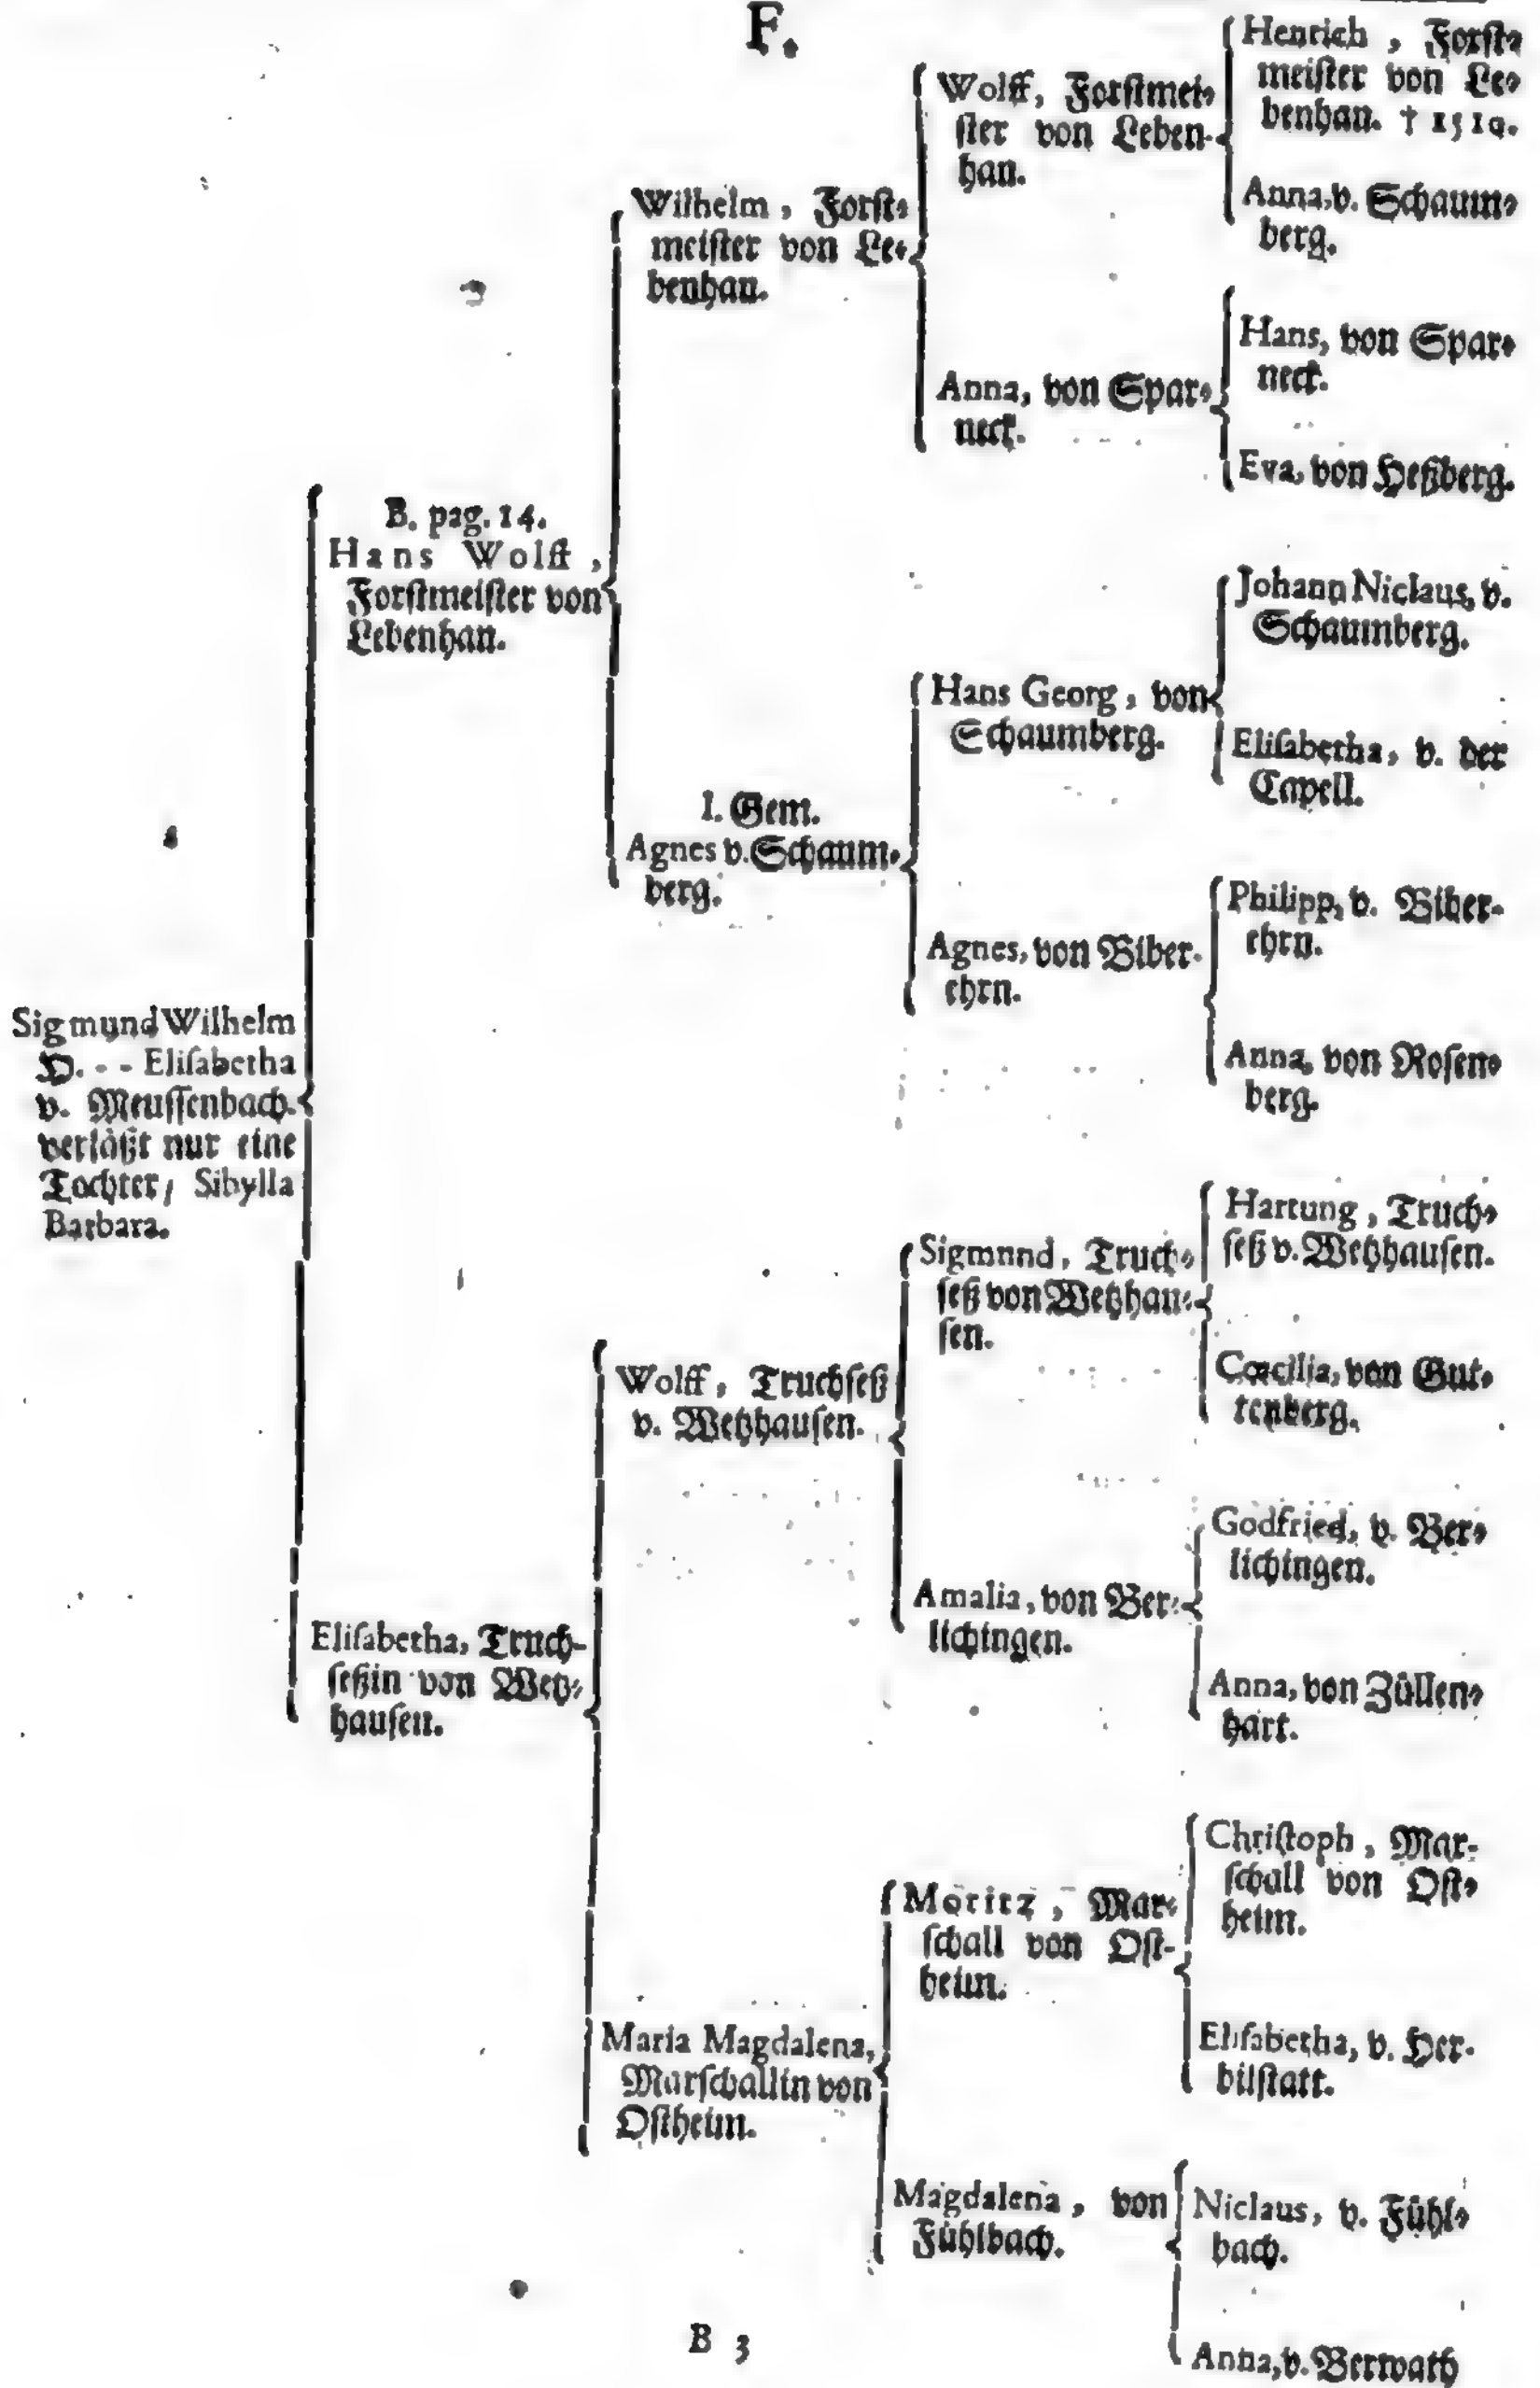 F.
Sigmund Wilhelm
H. - - Elisabetha
v. Meussenbach.
verläßt nur eine
Tochter/ Sibylla
Barbara.
B. pag. 14.
Hans Wolff,
Forstmeister von
Lebenhan.
Elisabetha, Truch-
seßin von Wetz-
hausen.
Wilhelm, Forst-
meister von Le-
benhan.
I. Gem.
Agnes v. Schaum-
berg.
Wolff, Truchseß
v. Wetzhausen.
Maria Magdalena,
Marschallin von
Ostheim.
Wolff, Forstmei-
ster von Leben-
han.
Anna, von Spar-
neck.
Hans Georg, von
Schaumberg.
Agnes, von Biber-
ehrn.
Sigmnnd, Truch-
seß von Wetzhau-
sen.
Amalia, von Ber-
lichingen.
Moritz, Mar-
schall von Ost-
heim.
Magdalena, von
Fühlbach.
Henrich, Forst-
meister von Le-
benhan. †
Anna, v. Schaum-
berg.
Hans, von Spar-
neck.
Eva, von Heßberg.
Johann Niclaus, v.
Schaumberg.
Elisabetha, v. der
Capell.
Philipp, v. Biber-
ehrn.
Anna, von Rosen-
berg.
Hartung, Truch-
seß v. Wetzhausen.
Cœcilia, von Gut-
tenberg.
Godfried, v. Ber-
lichingen.
Anna, von Züllen-
hart.
Christoph, Mar-
schall von Ost-
heim.
Elisabetha, v. Her-
bilstatt.
Niclaus, v. Fühl-
bach.
Anna, v. Berwath
B 3